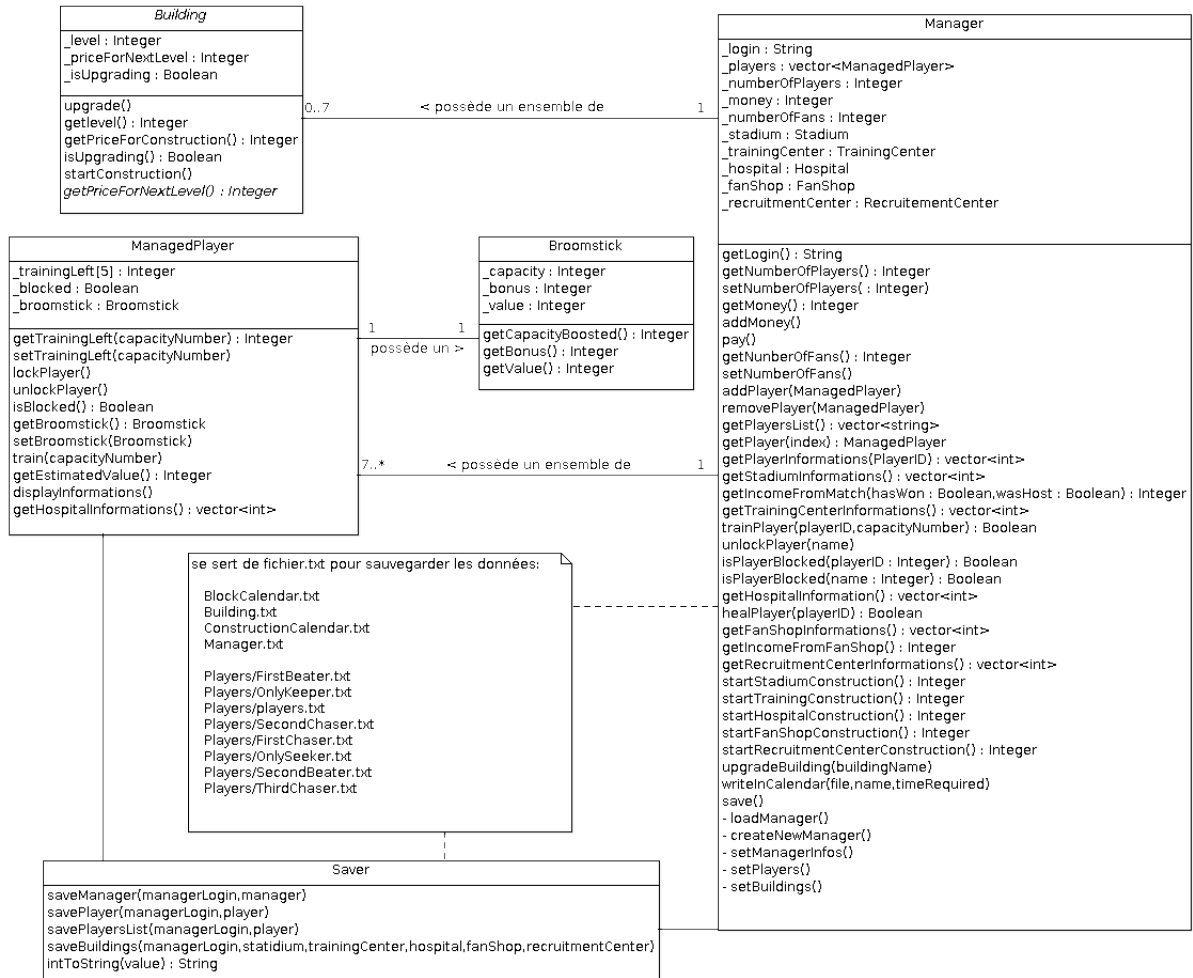 Building
_level : Integer
_priceForNextLevel : Integer
_isUpgrading : Boolean
upgrade()
getlevel() : Integer
getPriceForConstruction() : Integer
isUpgrading() : Boolean
startConstruction()
getPriceForNextLevel() : Integer
0..7 < possède un ensemble de 1
Manager
_login : String
_players : vector<ManagedPlayer>
_numberOfPlayers : Integer
_money : Integer
_numberOfFans : Integer
_stadium : Stadium
_trainingCenter : TrainingCenter
_hospital : Hospital
_fanShop : FanShop
_recruitmentCenter : RecruitementCenter
getLogin() : String
getNumberOfPlayers() : Integer
setNumberOfPlayers( : Integer)
getMoney() : Integer
addMoney()
pay()
getNunberOfFans() : Integer
setNumberOfFans()
addPlayer(ManagedPlayer)
removePlayer(ManagedPlayer)
getPlayersList() : vector<string>
getPlayer(index) : ManagedPlayer
getPlayerInformations(PlayerID) : vector<int>
getStadiumInformations() : vector<int>
getIncomeFromMatch(hasWon : Boolean,wasHost : Boolean) : Integer
getTrainingCenterInformations() : vector<int>
trainPlayer(playerID,capacityNumber) : Boolean
unlockPlayer(name)
isPlayerBlocked(playerID : Integer) : Boolean
isPlayerBlocked(name : Integer) : Boolean
getHospitalInformation() : vector<int>
healPlayer(playerID) : Boolean
getFanShopInformations() : vector<int>
getIncomeFromFanShop() : Integer
getRecruitmentCenterInformations() : vector<int>
startStadiumConstruction() : Integer
startTrainingConstruction() : Integer
startHospitalConstruction() : Integer
startFanShopConstruction() : Integer
startRecruitmentCenterConstruction() : Integer
upgradeBuilding(buildingName)
writeInCalendar(file,name,timeRequired)
save()
- loadManager()
- createNewManager()
- setManagerInfos()
- setPlayers()
- setBuildings()
ManagedPlayer
_trainingLeft[5] : Integer
_blocked : Boolean
_broomstick : Broomstick
getTrainingLeft(capacityNumber) : Integer
setTrainingLeft(capacityNumber)
lockPlayer()
unlockPlayer()
isBlocked() : Boolean
getBroomstick() : Broomstick
setBroomstick(Broomstick)
train(capacityNumber)
getEstimatedValue() : Integer
displayInformations()
getHospitalInformations() : vector<int>
1 1
possède un >
Broomstick
_capacity : Integer
_bonus : Integer
_value : Integer
getCapacityBoosted() : Integer
getBonus() : Integer
getValue() : Integer
7..* < possède un ensemble de 1
se sert de fichier.txt pour sauvegarder les données:
BlockCalendar.txt
Building.txt
ConstructionCalendar.txt
Manager.txt
Players/FirstBeater.txt
Players/OnlyKeeper.txt
Players/players.txt
Players/SecondChaser.txt
Players/FirstChaser.txt
Players/OnlySeeker.txt
Players/SecondBeater.txt
Players/ThirdChaser.txt
Saver
saveManager(managerLogin,manager)
savePlayer(managerLogin,player)
savePlayersList(managerLogin,player)
saveBuildings(managerLogin,statidium,trainingCenter,hospital,fanShop,recruitmentCenter)
intToString(value) : String